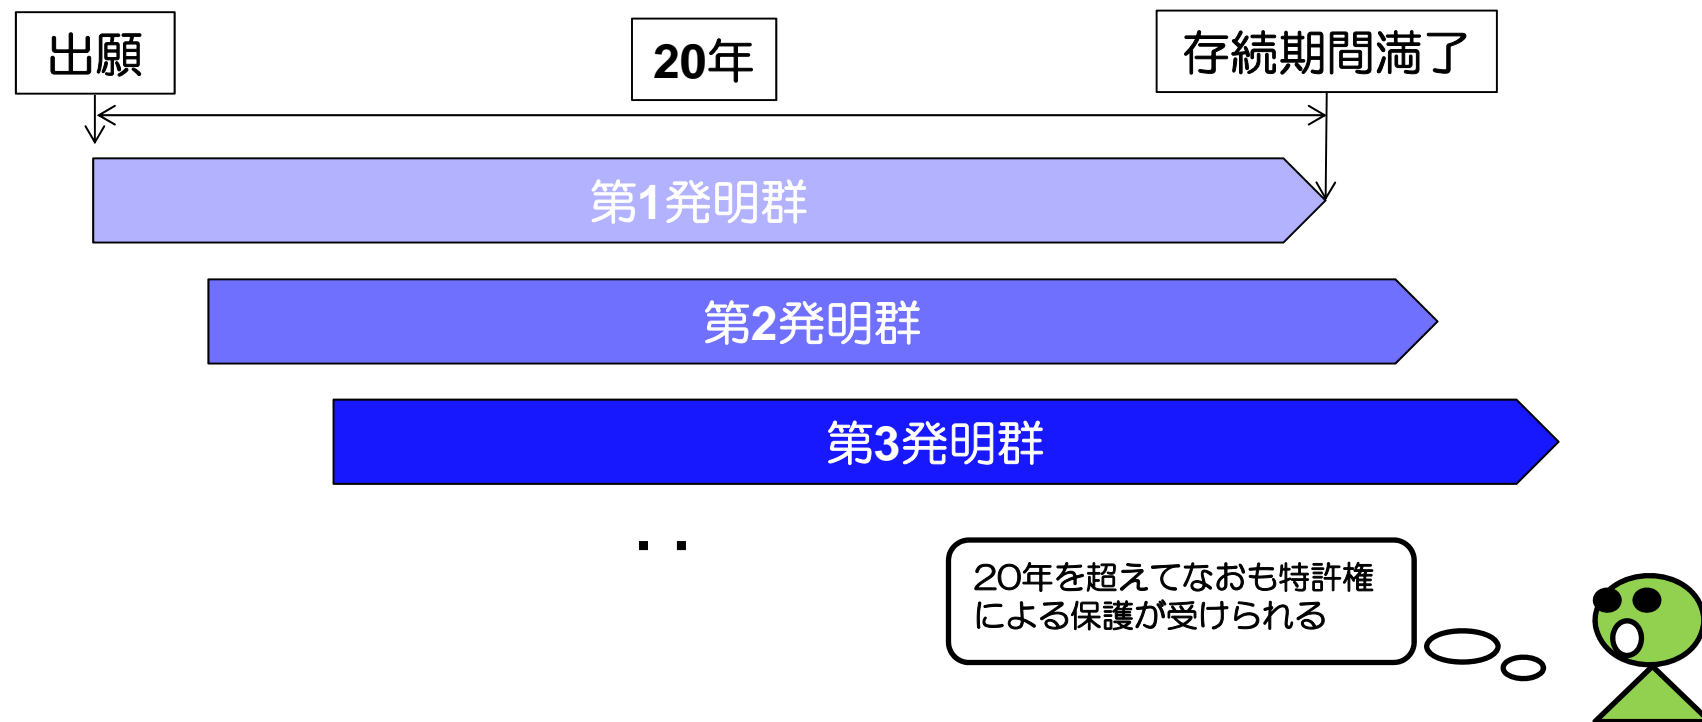 出願
20年
存続期間満了
第1発明群
第2発明群
第3発明群
・・
20年を超えてなおも特許権
による保護が受けられる